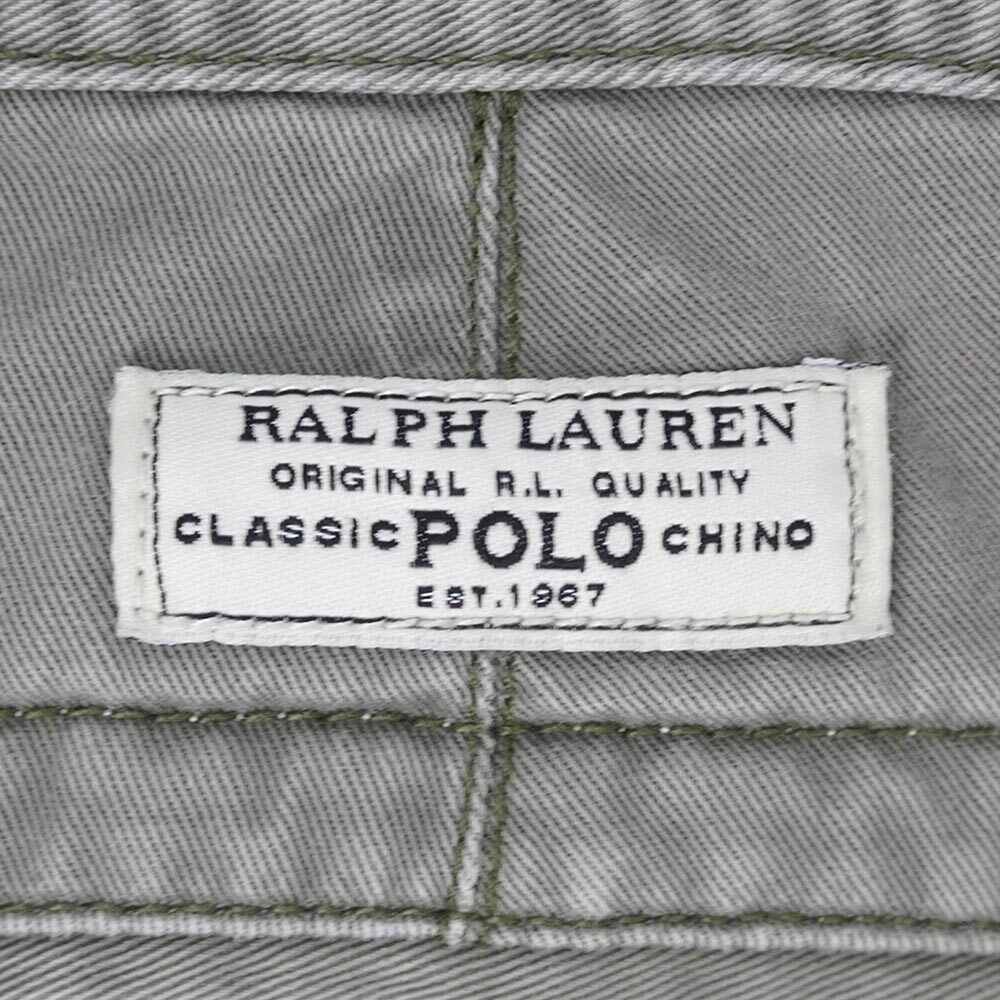 RALPH LAUREN
ORIGINAL R.L. QUALITY
CLASSIC POLO CHINO
EST.1967